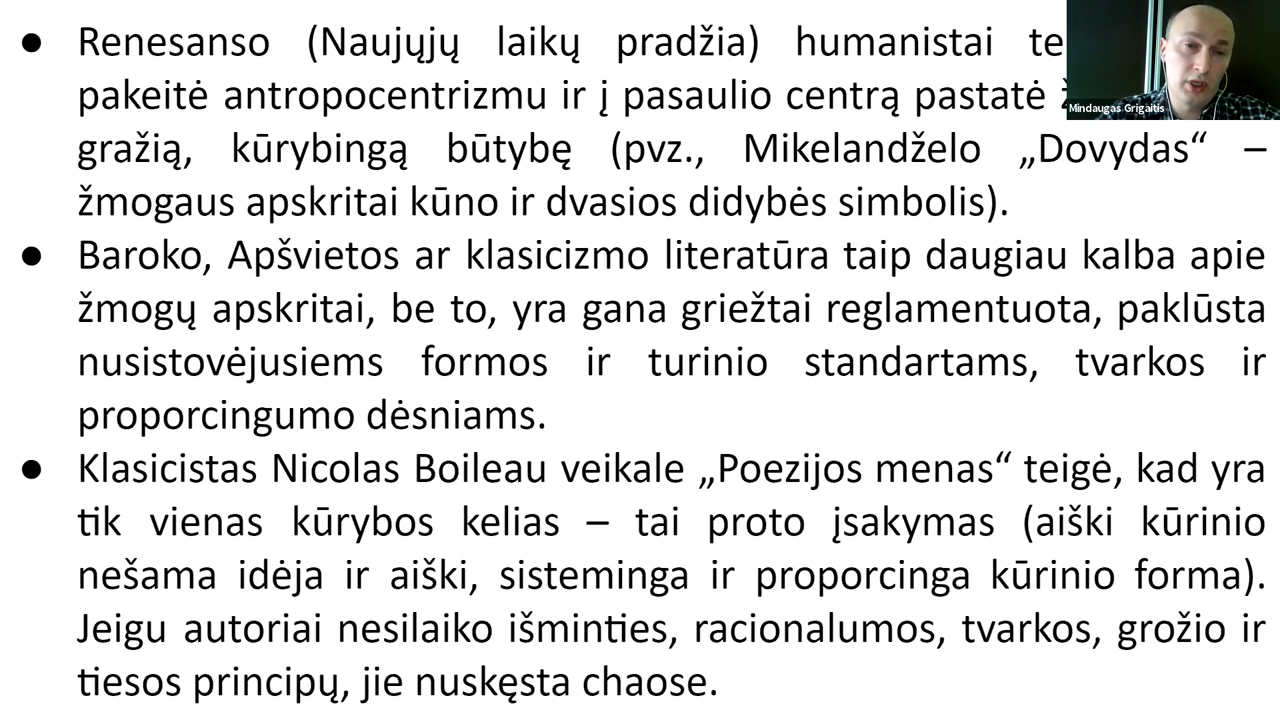 ● Renesanso (Naujųjų laikų pradžia) humanistai
pakeitė antropocentrizmu ir į pasaulio centrą pastatė
Mindaugas Grigaitis
gražią, kūrybingą būtybę (pvz., Mikelandželo „Dovydas“ –
žmogaus apskritai kūno ir dvasios didybės simbolis).
● Baroko, Apšvietos ar klasicizmo literatūra taip daugiau kalba apie
žmogų apskritai, be to, yra gana griežtai reglamentuota, paklūsta
nusistovėjusiems formos ir turinio standartams, tvarkos ir
proporcingumo dėsniams.
● Klasicistas Nicolas Boileau veikale „Poezijos menas“ teigė, kad yra
tik vienas kūrybos kelias – tai proto įsakymas (aiški kūrinio
nešama idėja ir aiški, sisteminga ir proporcinga kūrinio forma).
Jeigu autoriai nesilaiko išminties, racionalumos, tvarkos, grožio ir
tiesos principų, jie nuskęsta chaose.